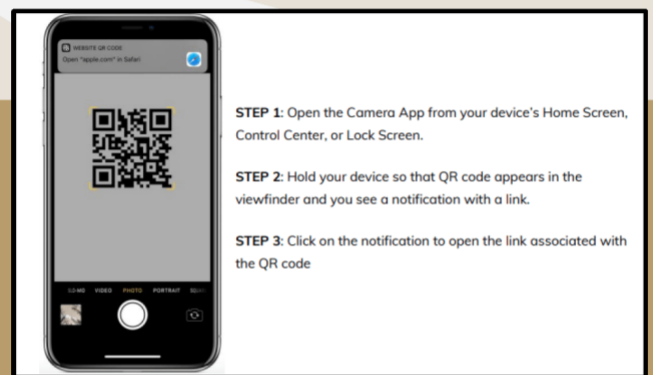 WEBSITE QR CODE
Open "apple.com" in Safari
STEP 1: Open the Camera App from your device's Home Screen,
Control Center, or Lock Screen.
STEP 2: Hold your device so that QR code appears in the
viewfinder and you see a notification with a link.
STEP 3: Click on the notification to open the link associated with
the QR code
VIDEO PHOTO PORTRAIT